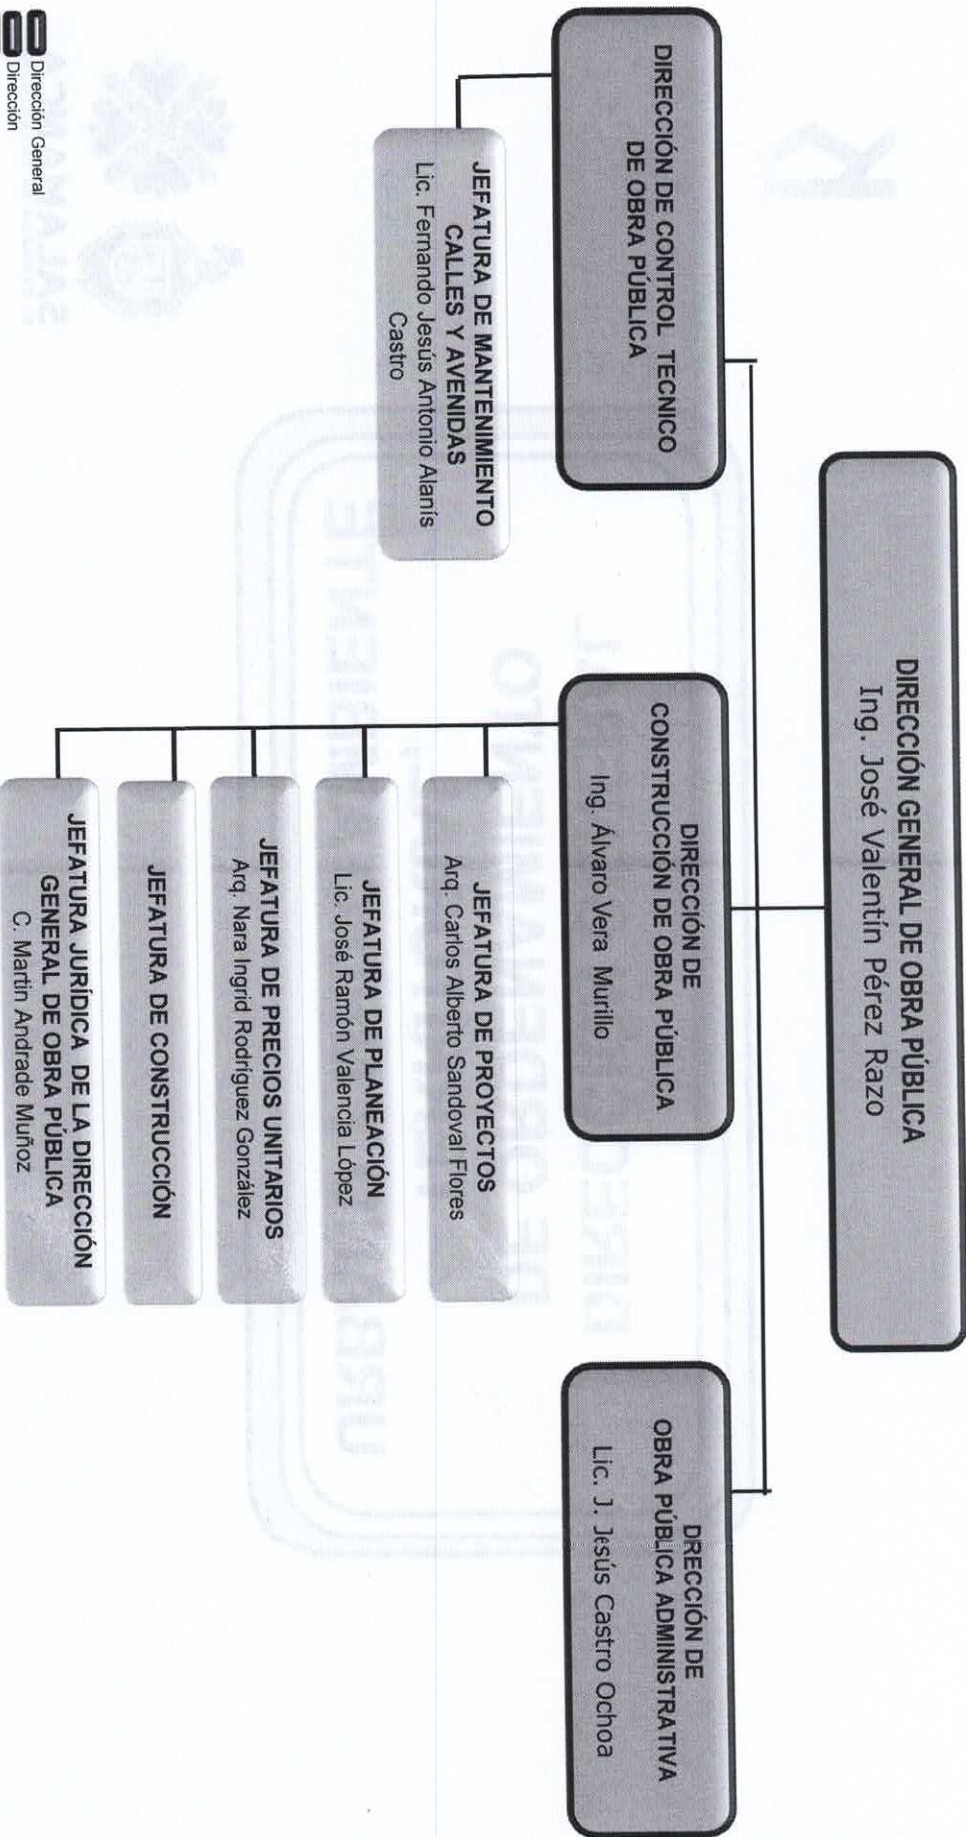 DIRECCIÓN GENERAL DE OBRA PÚBLICA
Ing. José Valentín Pérez Razo
DIRECCIÓN DE CONTROL TECNICO
DE OBRA PÚBLICA
JEFATURA DE MANTENIMIENTO
CALLES Y AVENIDAS
Lic. Fernando Jesús Antonio Alanís
Castro
DIRECCIÓN DE
CONSTRUCCIÓN DE OBRA PÚBLICA
Ing. Álvaro Vera Murillo
JEFATURA DE PROYECTOS
Arq. Carlos Alberto Sandoval Flores
JEFATURA DE PLANEACIÓN
Lic. José Ramón Valencia López
JEFATURA DE PRECIOS UNITARIOS
Arq. Nara Ingrid Rodríguez González
JEFATURA DE CONSTRUCCIÓN
JEFATURA JURÍDICA DE LA DIRECCIÓN
GENERAL DE OBRA PÚBLICA
C. Martin Andrade Muñoz
DRECCIÓN DE
OBRA PÚBLICA ADMINISTRATIVA
Lic. J. Jesús Castro Ochoa
Dirección General
Dirección